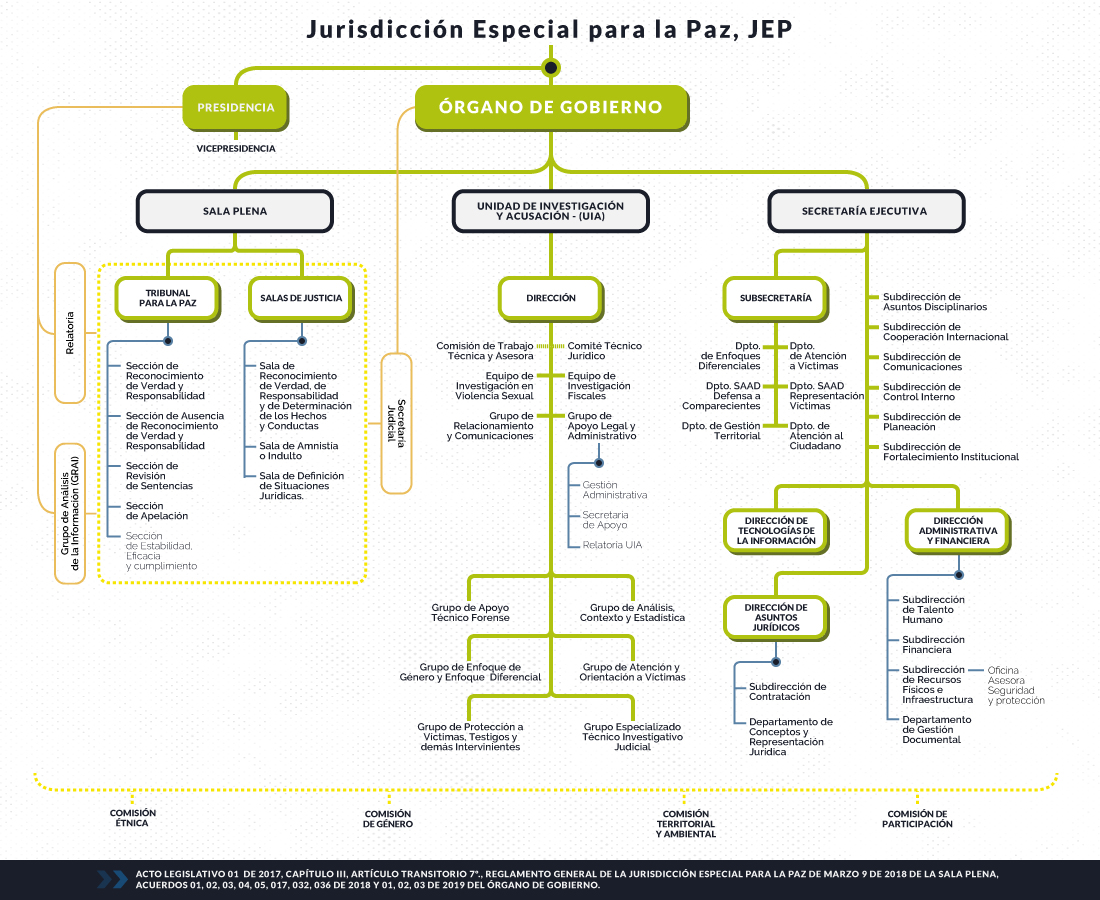 Jurisdicción Especial para la Paz, JEP
PRESIDENCIA
ÓRGANO DE GOBIERNO
VICEPRESIDENCIA
SALA PLENA
UNIDAD DE INVESTIGACIÓN
Y ACUSACIÓN - (UIA)
SECRETARÍA EJECUTIVA
Relatoría
Grupo de Análisis
de la Información (GRAI)
TRIBUNAL
PARA LA PAZ
Sección de
Reconocimiento
de Verdad y
Responsabilidad
Sección de Ausencia
de Reconocimiento
de Verdad y
Responsabilidad
Sección de
Revisión
de Sentencias
Sección
de Apelación
Sección
de Estabilidad,
Eficacia
y cumplimiento
SALAS DE JUSTICIA
Sala de
Reconocimiento
de Verdad, de
Responsabilidad
y de Determinación
de los Hechos
y Conductas
Sala de Amnistía
o Indulto
Sala de Definición
de Situaciones
Jurídicas.
Secretaría
Judicial
DIRECCIÓN
Comisión de Trabajo
Técnica y Asesora
Comité Técnico
Jurídico
Equipo de
Investigación en
Violencia Sexual
Equipo de
Investigación
Fiscales
Grupo de
Relacionamiento
y Comunicaciones
Grupo de
Apoyo Legal y
Administrativo
Gestión
Administrativa
Secretaría
de Apoyo
Relatoría UIA
Grupo de Apoyo
Técnico Forense
Grupo de Análisis,
Contexto y Estadística
Grupo de Enfoque de
Género y Enfoque Diferencial
Grupo de Atención y
Orientación a Víctimas
Grupo de Protección a
Víctimas, Testigos y
demás Intervinientes
Grupo Especializado
Técnico Investigativo
Judicial
SUBSECRETARÍA
Dpto.
de Enfoques
Diferenciales
Dpto.
de Atención
a Víctimas
Dpto. SAAD
Defensa a
Comparecientes
Dpto. SAAD
Representación
Víctimas
Dpto. de Gestión
Territorial
Dpto. de
Atención al
Ciudadano
Subdirección de
Asuntos Disciplinarios
Subdirección de
Cooperación Internacional
Subdirección de
Comunicaciones
Subdirección de
Control Interno
Subdirección de
Planeación
Subdirección de
Fortalecimiento Institucional
DIRECCIÓN DE
TECNOLOGÍAS DE
LA INFORMACIÓN
DIRECCIÓN
ADMINISTRATIVA
Y FINANCIERA
DIRECCIÓN DE
ASUNTOS
JURÍDICOS
Subdirección de
Contratación
Departamento de
Conceptos y
Representación
Jurídica
Subdirección
de Talento
Humano
Subdirección
Financiera
Subdirección
de Recursos
Físicos e
Infraestructura
Oficina
Asesora
Seguridad
y protección
Departamento
de Gestión
Documental
COMISIÓN
ÉTNICA
COMISIÓN
DE GÉNERO
COMISIÓN
TERRITORIAL
Y AMBIENTAL
COMISIÓN DE
PARTICIPACIÓN
ACTO LEGISLATIVO 01 DE 2017, CAPÍTULO III, ARTÍCULO TRANSITORIO 7º., REGLAMENTO GENERAL DE LA JURISDICCIÓN ESPECIAL PARA LA PAZ DE MARZO 9 DE 2018 DE LA SALA PLENA,
ACUERDOS 01, 02, 03, 04, 05, 017, 032, 036 DE 2018 Y 01, 02, 03 DE 2019 DEL ÓRGANO DE GOBIERNO.